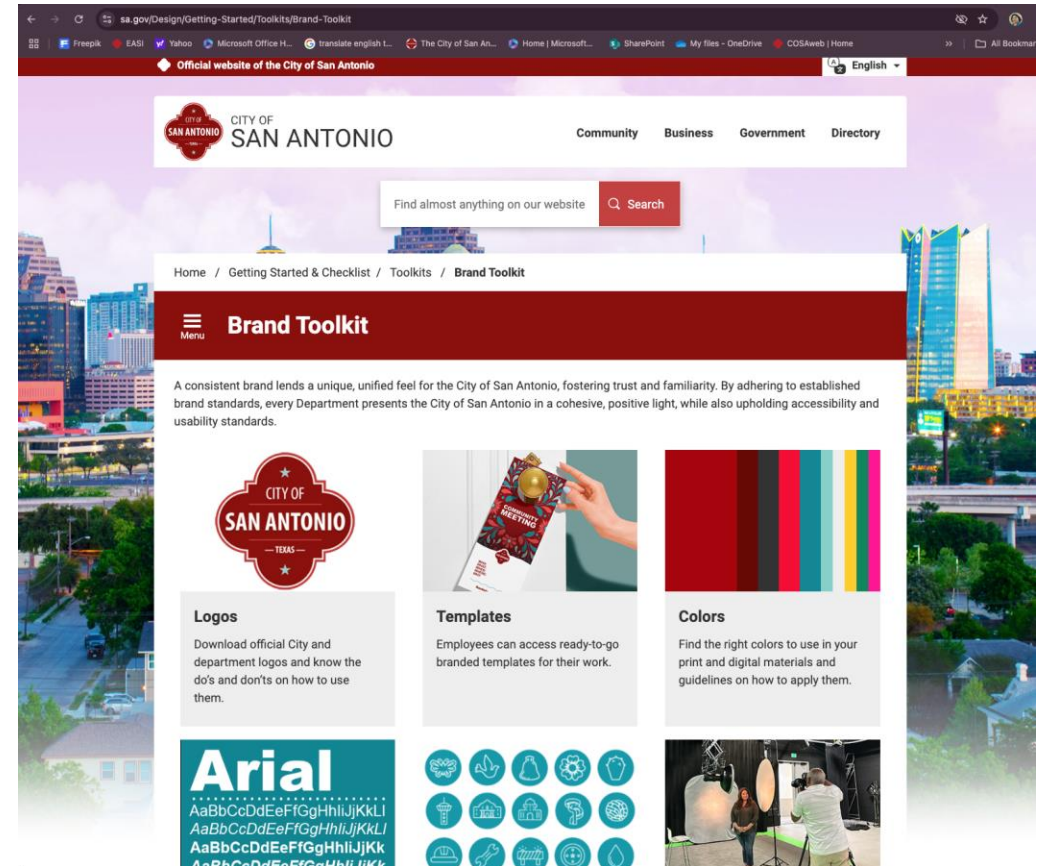 sa.gov/Design/Getting-Started/Toolkits/Brand-Toolkit
Freepik EASI Yahoo Microsoft Office H... translate english t... The City of San An... Home | Microsoft... SharePoint My files - OneDrive COSAweb | Home >> All Bookmar
Official website of the City of San Antonio English
CITY OF
SAN ANTONIO
TEXAS
CITY OF
SAN ANTONIO
Community Business Government Directory
Find almost anything on our website Search
Home / Getting Started & Checklist / Toolkits / Brand Toolkit
Menu
Brand Toolkit
A consistent brand lends a unique, unified feel for the City of San Antonio, fostering trust and familiarity. By adhering to established
brand standards, every Department presents the City of San Antonio in a cohesive, positive light, while also upholding accessibility and
usability standards.
CITY OF
SAN ANTONIO
TEXAS
COMMUNITY
MEETING
Logos
Download official City and
department logos and know the
do's and don'ts on how to use
them.
Templates
Employees can access ready-to-go
branded templates for their work.
Colors
Find the right colors to use in your
print and digital materials and
guidelines on how to apply them.
Arial
AaBbCcDdEeFfGgHhIiJjKkLl
AaBbCcDdEeFfGgHhIiJjKkLl
AaBbCcDdEeFfGgHhIiJjKk
AaBbCcDdEeFfGgHhIiJjKk